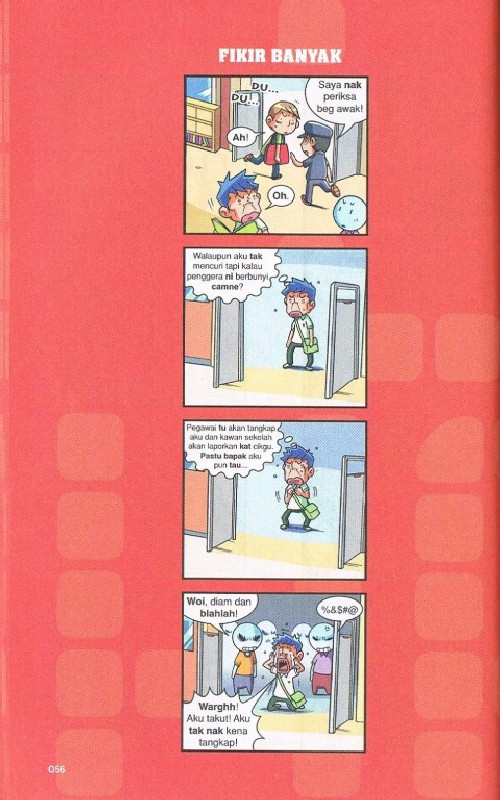 FIKIR BANYAK
DU...
DU...
Saya nak
periksa
beg awak!
Ah!
Oh.
Walaupun aku tak
mencuri tapi kalau
penggera ni berbunyi
camne?
Pegawai tu akan tangkap
aku dan kawan sekolah
akan laporkan kat cikgu.
Pastu bapak aku
pun tau...
Woi, diam dan
blahlah!
%&$#@
Warghh!
Aku takut! Aku
tak nak kena
tangkap!
056